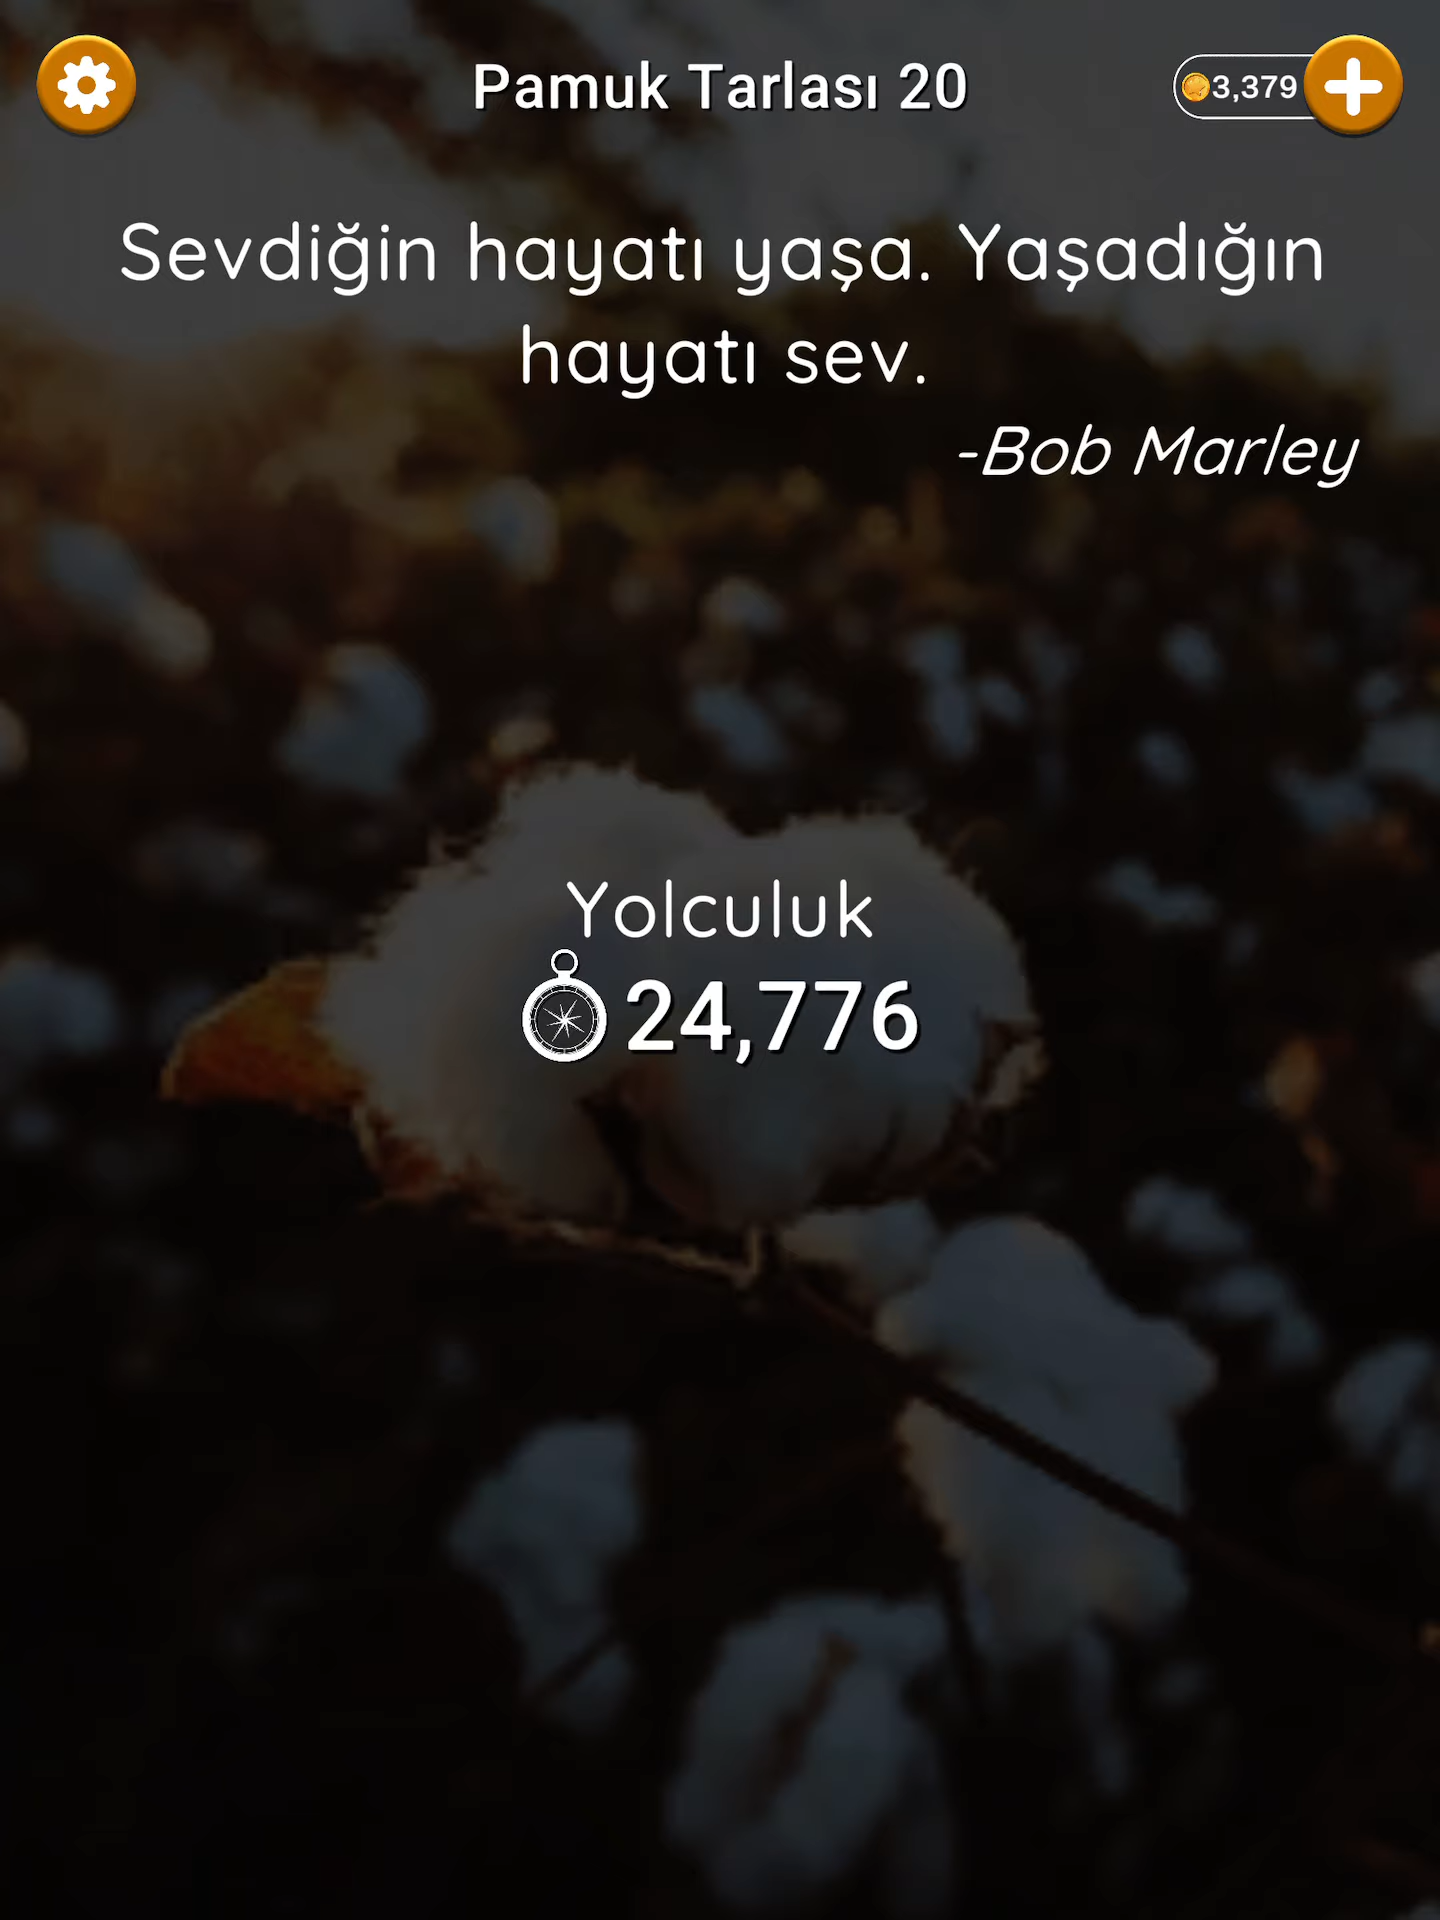 Pamuk Tarlası 20
3,379
Sevdiğin hayatı yaşa. Yaşadığın
hayatı sev.
-Bob Marley
Yolculuk
24,776